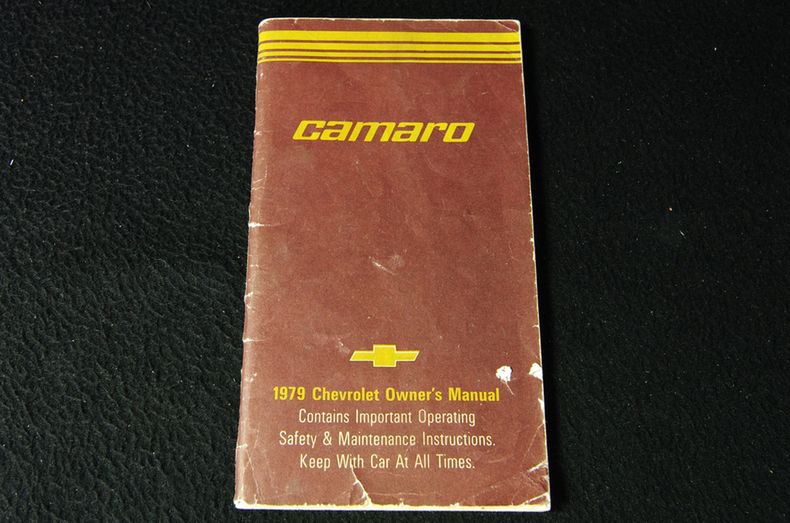 camaro
1979 Chevrolet Owner's Manual
Contains Important Operating
Safety & Maintenance Instructions.
Keep With Car At All Times.